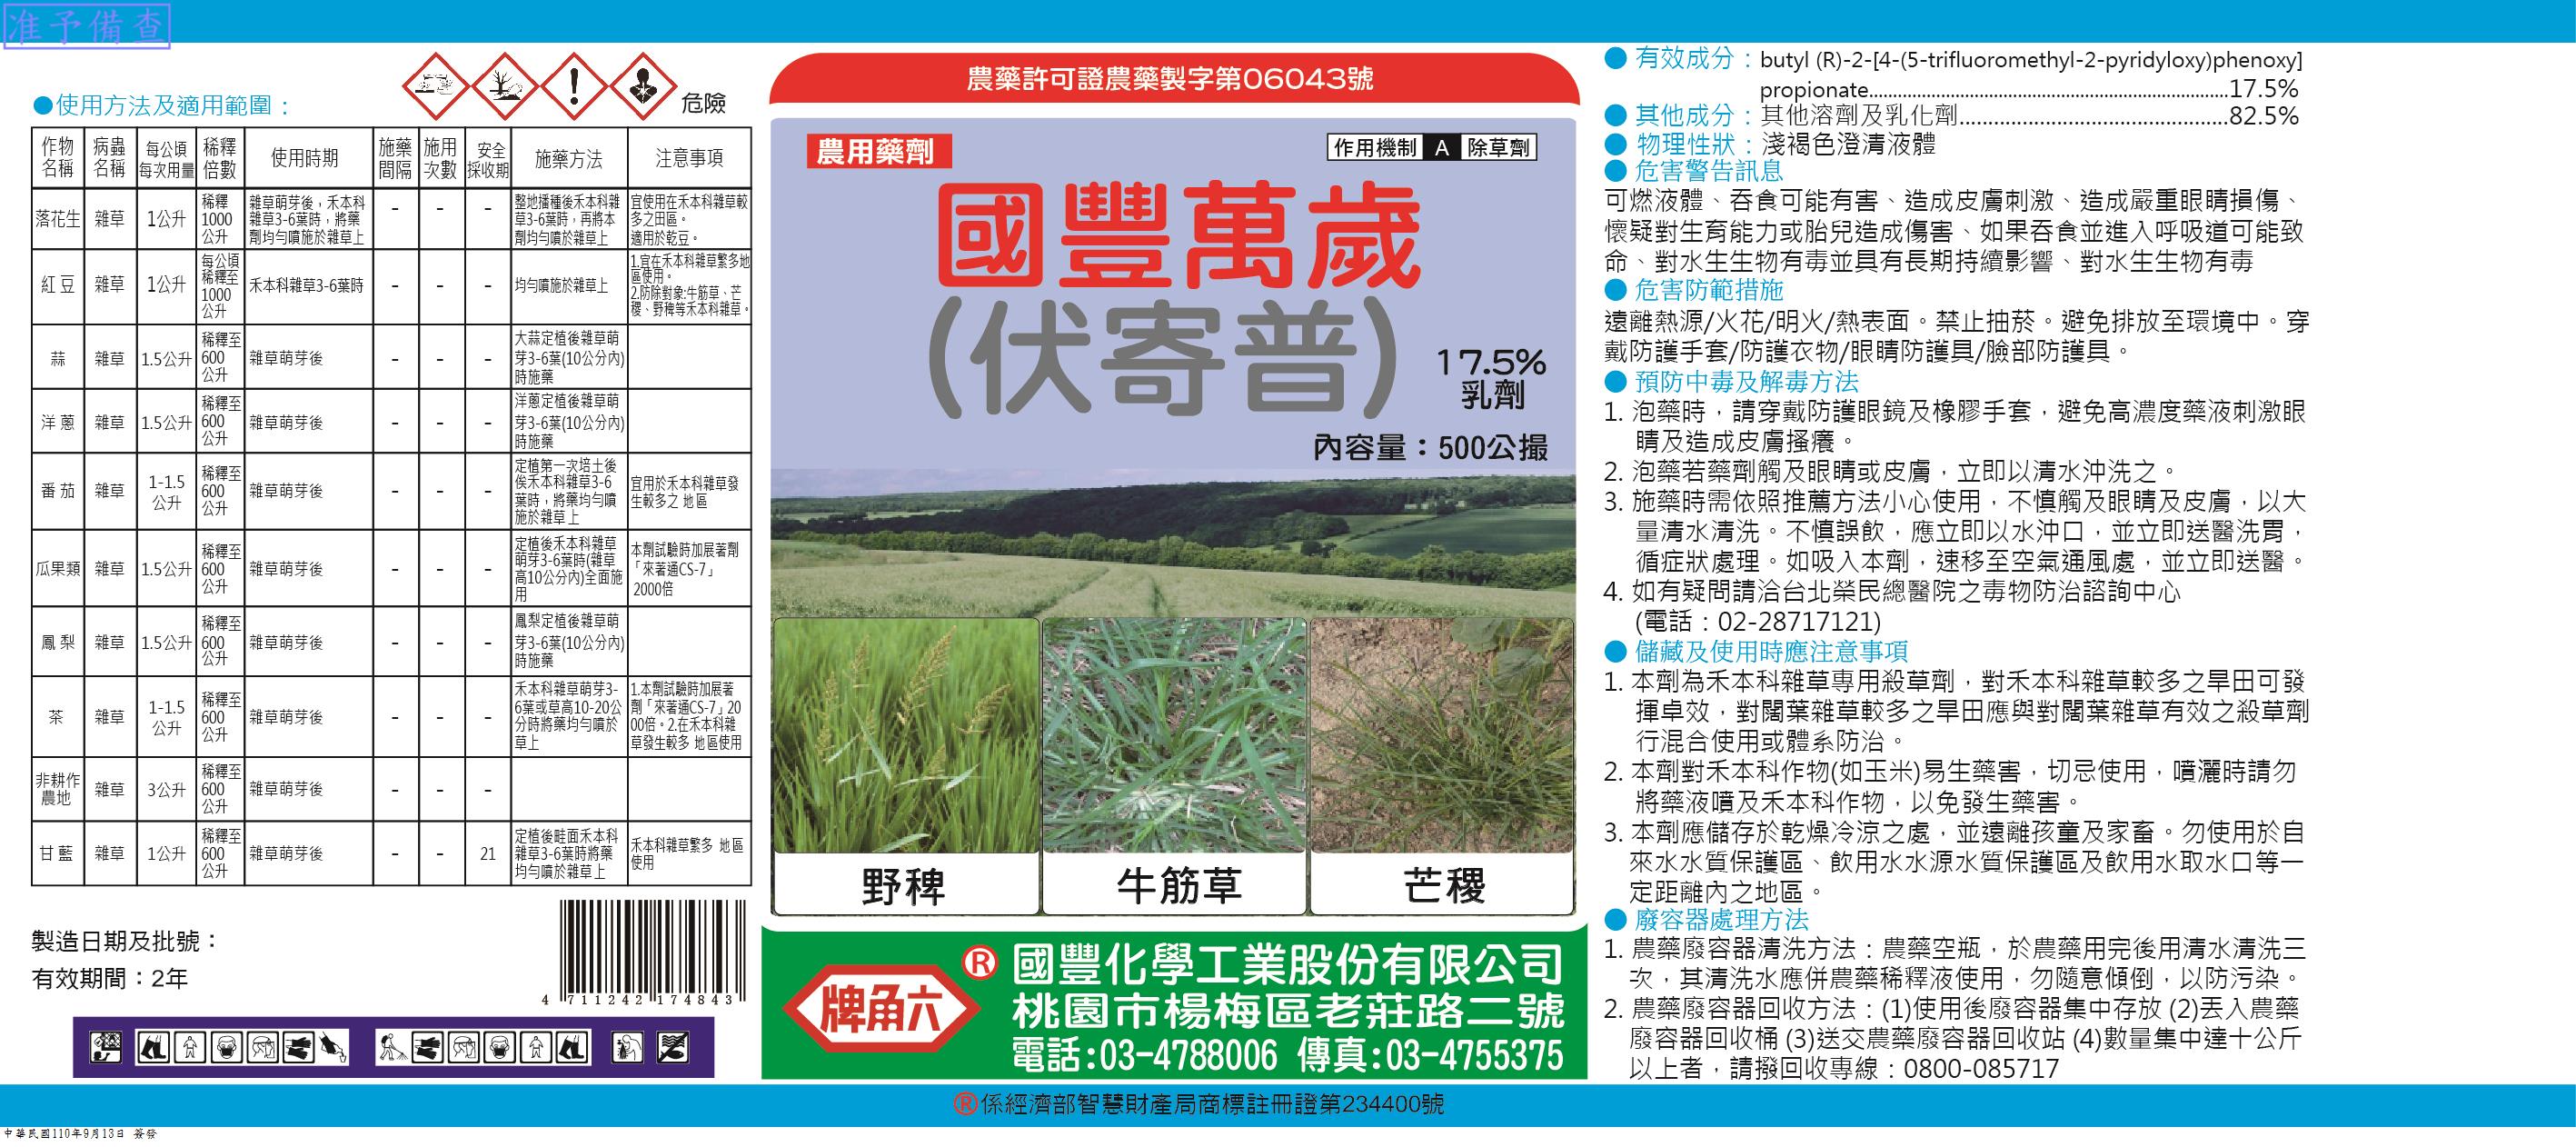 准予備查
●使用方法及適用範圍：
危險
作物名稱 病蟲名稱 每公頃每次用量 稀釋倍數 使用時期 施藥間隔 施用次數 安全採收期 施藥方法 注意事項
落花生 雜草 1公升 稀釋1000公升 雜草萌芽後，禾本科雜草3-6葉時，將藥劑均勻噴施於雜草上 - - - 整地播種後禾本科雜草3-6葉時，再將本劑均勻噴於雜草上 宜使用在禾本科雜草較多之田區。適用於乾豆。
紅豆 雜草 1公升 每公頃稀釋至1000公升 禾本科雜草3-6葉時 - - - 均勻噴施於雜草上 1.宜在禾本科雜草繁多地區使用。2.防除對象:牛筋草、芒稷、野稗等禾本科雜草。
蒜 雜草 1.5公升 稀釋至600公升 雜草萌芽後 - - - 大蒜定植後雜草萌芽3-6葉(10公分內)時施藥
洋蔥 雜草 1.5公升 稀釋至600公升 雜草萌芽後 - - - 洋蔥定植後雜草萌芽3-6葉(10公分內)時施藥
番茄 雜草 1-1.5公升 稀釋至600公升 雜草萌芽後 - - - 定植第一次培土後俟禾本科雜草3-6葉時，將藥均勻噴施於雜草上 宜用於禾本科雜草發生較多之 地區
瓜果類 雜草 1.5公升 稀釋至600公升 雜草萌芽後 - - - 定植後禾本科雜草萌芽3-6葉時(雜草高10公分內)全面施用 本劑試驗時加展著劑「來著通CS-7」2000倍
鳳梨 雜草 1.5公升 稀釋至600公升 雜草萌芽後 - - - 鳳梨定植後雜草萌芽3-6葉(10公分內)時施藥
茶 雜草 1-1.5公升 稀釋至600公升 雜草萌芽後 - - - 禾本科雜草萌芽3-6葉或草高10-20公分時將藥均勻噴於草上 1.本劑試驗時加展著劑「來著通CS-7」2000倍。2.在禾本科雜草發生較多 地區使用
非耕作農地 雜草 3公升 稀釋至600公升 雜草萌芽後 - - -
甘藍 雜草 1公升 稀釋至600公升 雜草萌芽後 - - 21 定植後畦面禾本科雜草3-6葉時將藥均勻噴於雜草上 禾本科雜草繁多 地區使用
製造日期及批號：
有效期間：2年
4 711242 174843
農藥許可證農藥製字第06043號
農用藥劑
作用機制 A 除草劑
國豐萬歲
(伏寄普)
17.5%
乳劑
內容量：500公撮
野稗 牛筋草 芒稷
牌角六
®
國豐化學工業股份有限公司
桃園市楊梅區老莊路二號
電話:03-4788006 傳真:03-4755375
● 有效成分：butyl (R)-2-[4-(5-trifluoromethyl-2-pyridyloxy)phenoxy]
propionate..........17.5%
● 其他成分：其他溶劑及乳化劑..........82.5%
● 物理性狀：淺褐色澄清液體
● 危害警告訊息
可燃液體、吞食可能有害、造成皮膚刺激、造成嚴重眼睛損傷、
懷疑對生育能力或胎兒造成傷害、如果吞食並進入呼吸道可能致
命、對水生生物有毒並具有長期持續影響、對水生生物有毒
● 危害防範措施
遠離熱源/火花/明火/熱表面。禁止抽菸。避免排放至環境中。穿
戴防護手套/防護衣物/眼睛防護具/臉部防護具。
● 預防中毒及解毒方法
1. 泡藥時，請穿戴防護眼鏡及橡膠手套，避免高濃度藥液刺激眼
睛及造成皮膚搔癢。
2. 泡藥若藥劑觸及眼睛或皮膚，立即以清水沖洗之。
3. 施藥時需依照推薦方法小心使用，不慎觸及眼睛及皮膚，以大
量清水清洗。不慎誤飲，應立即以水沖口，並立即送醫洗胃，
循症狀處理。如吸入本劑，速移至空氣通風處，並立即送醫。
4. 如有疑問請洽台北榮民總醫院之毒物防治諮詢中心
(電話：02-28717121)
● 儲藏及使用時應注意事項
1. 本劑為禾本科雜草專用殺草劑，對禾本科雜草較多之旱田可發
揮卓效，對闊葉雜草較多之旱田應與對闊葉雜草有效之殺草劑
行混合使用或體系防治。
2. 本劑對禾本科作物(如玉米)易生藥害，切忌使用，噴灑時請勿
將藥液噴及禾本科作物，以免發生藥害。
3. 本劑應儲存於乾燥冷涼之處，並遠離孩童及家畜。勿使用於自
來水水質保護區、飲用水水源水質保護區及飲用水取水口等一
定距離內之地區。
● 廢容器處理方法
1. 農藥廢容器清洗方法：農藥空瓶，於農藥用完後用清水清洗三
次，其清洗水應併農藥稀釋液使用，勿隨意傾倒，以防污染。
2. 農藥廢容器回收方法：(1)使用後廢容器集中存放 (2)丟入農藥
廢容器回收桶 (3)送交農藥廢容器回收站 (4)數量集中達十公斤
以上者，請撥回收專線：0800-085717
®係經濟部智慧財產局商標註冊證第234400號
中華民國110年9月13日 簽發